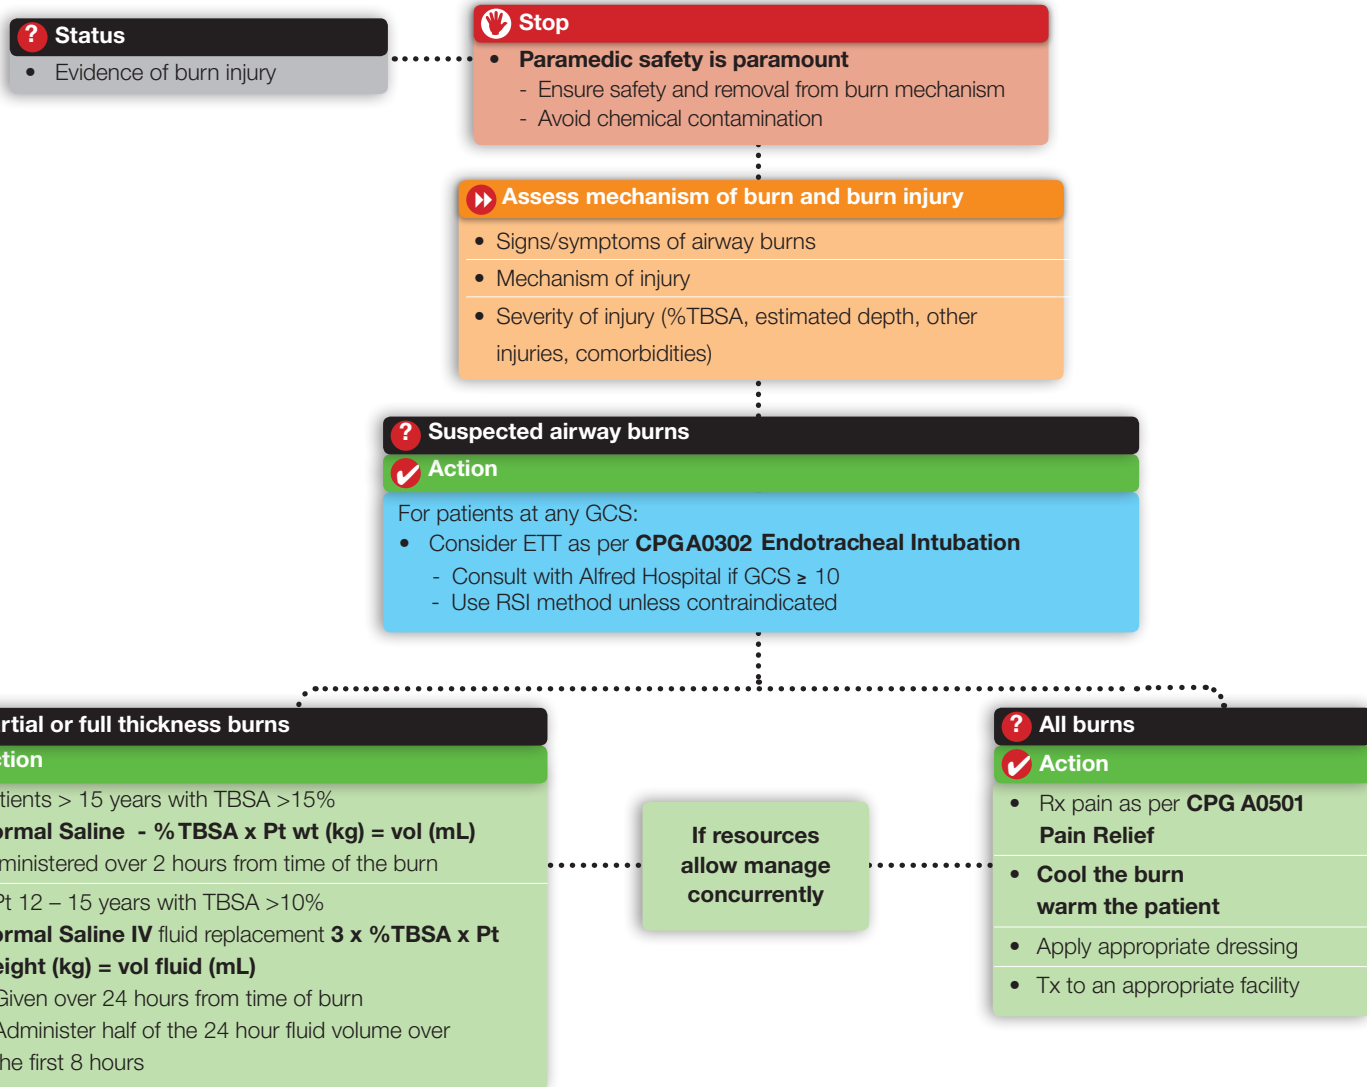 Status
• Evidence of burn injury
Stop
• Paramedic safety is paramount
- Ensure safety and removal from burn mechanism
- Avoid chemical contamination
Assess mechanism of burn and burn injury
• Signs/symptoms of airway burns
• Mechanism of injury
• Severity of injury (%TBSA, estimated depth, other
injuries, comorbidities)
Suspected airway burns
Action
For patients at any GCS:
• Consider ETT as per CPG A0302 Endotracheal Intubation
- Consult with Alfred Hospital if GCS ≥ 10
- Use RSI method unless contraindicated
rtial or full thickness burns
ction
tients > 15 years with TBSA >15%
ormal Saline - % TBSA x Pt wt (kg) = vol (mL)
ministered over 2 hours from time of the burn
Pt 12 – 15 years with TBSA >10%
ormal Saline IV fluid replacement 3 x %TBSA x Pt
eight (kg) = vol fluid (mL)
Given over 24 hours from time of burn
Administer half of the 24 hour fluid volume over
he first 8 hours
If resources
allow manage
concurrently
All burns
Action
• Rx pain as per CPG A0501
Pain Relief
• Cool the burn
warm the patient
• Apply appropriate dressing
• Tx to an appropriate facility